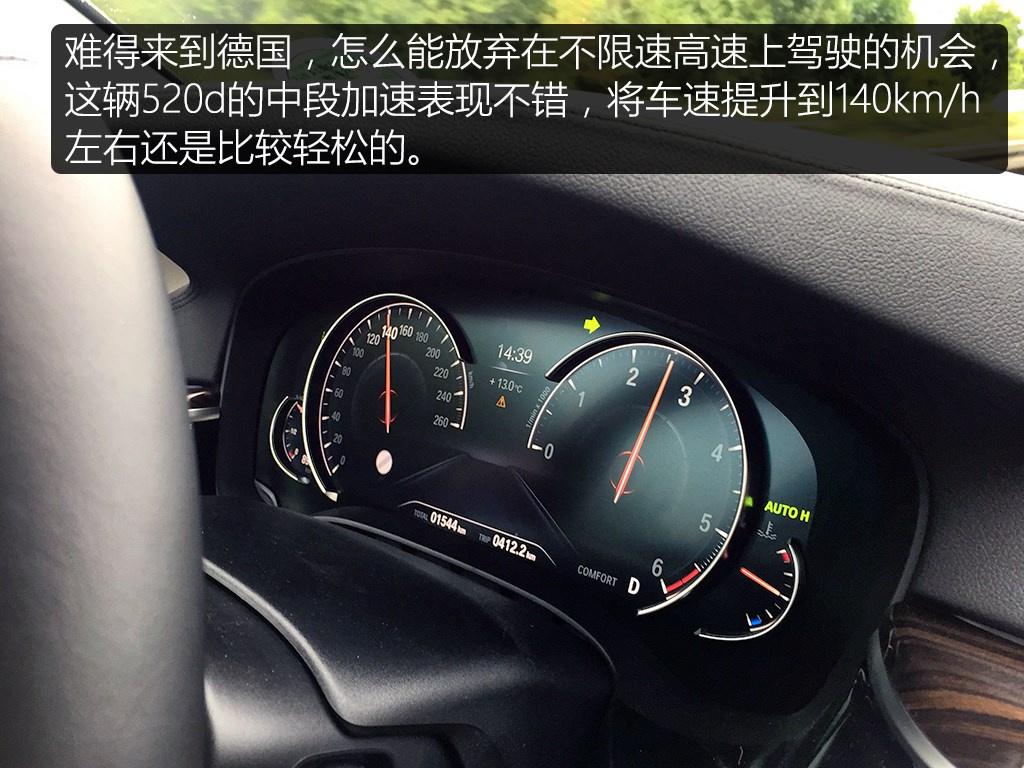 难得来到德国，怎么能放弃在不限速高速上驾驶的机会，
这辆520d的中段加速表现不错，将车速提升到140km/h
左右还是比较轻松的。
0
20
40
60
80
100
120
140
160
180
200
220
240
260
km/h
14:39
+ 13.0°C
1/min x 1000
0
1
2
3
4
5
6
TOTAL 01544 km
TRIP 0412.2 km
COMFORT D
AUTO H